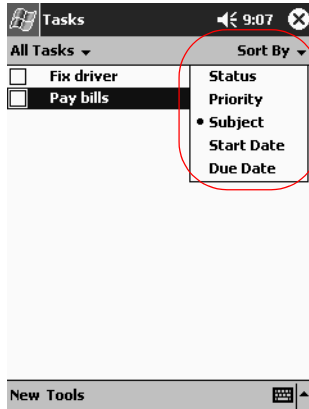 Tasks 9:07
All Tasks Sort By
Fix driver Status
Pay bills Priority
• Subject
Start Date
Due Date
New Tools